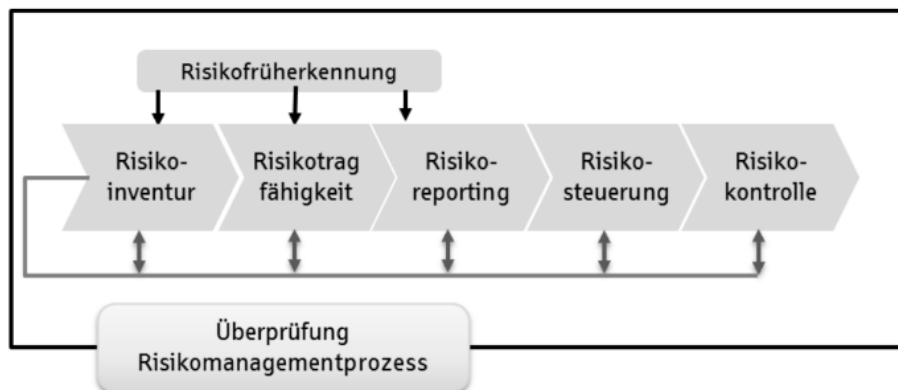 Risikofrüherkennung
Risiko-
inventur
Risikotrag
fähigkeit
Risiko-
reporting
Risiko-
steuerung
Risiko-
kontrolle
Überprüfung
Risikomanagementprozess